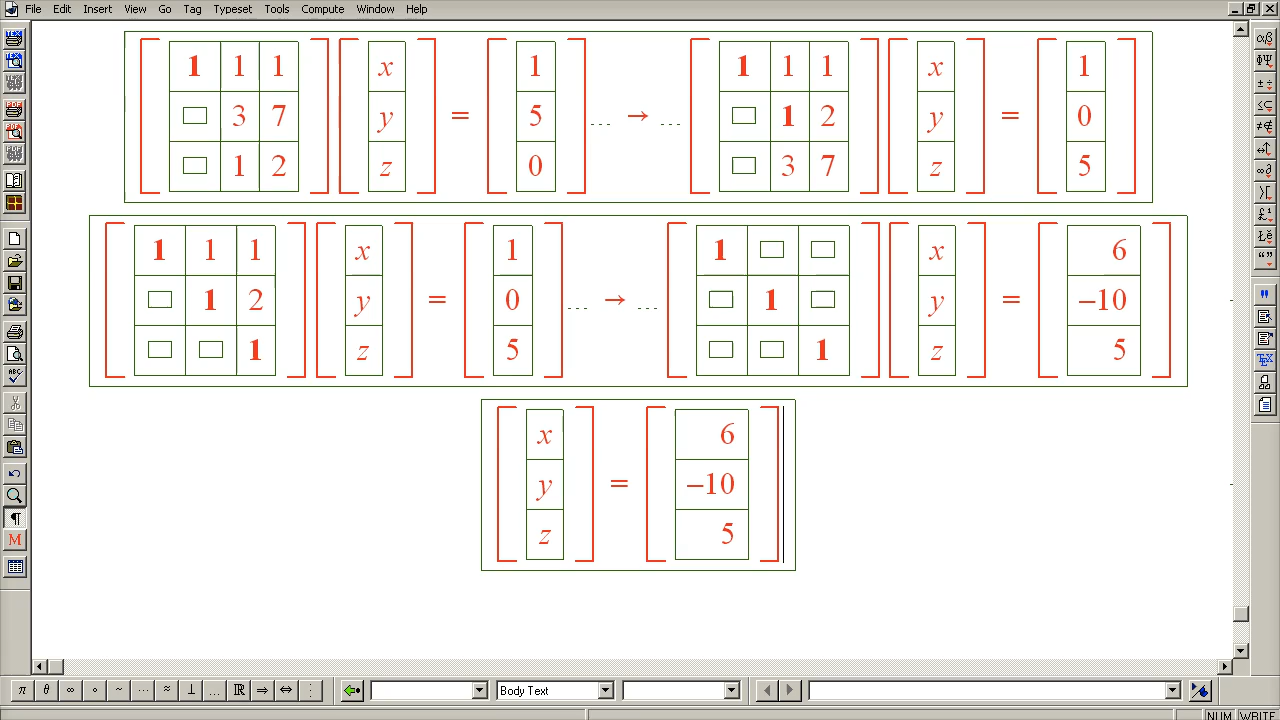 File Edit Insert View Go Tag Typeset Tools Compute Window Help
1 1 1 x 1 1 1 1 x 1
3 7 y = 5 ... → ... 1 2 y = 0
1 2 z 0 3 7 z 5
1 1 1 x 1 1 x 6
1 2 y = 0 ... → ... 1 y = −10
1 z 5 1 z 5
x 6
y = −10
z 5
π θ ∞ ∘ ~ ⋯ ≈ ⊥ … ℝ ⇒ ⇔ ⋮ Body Text
NUM WRITE